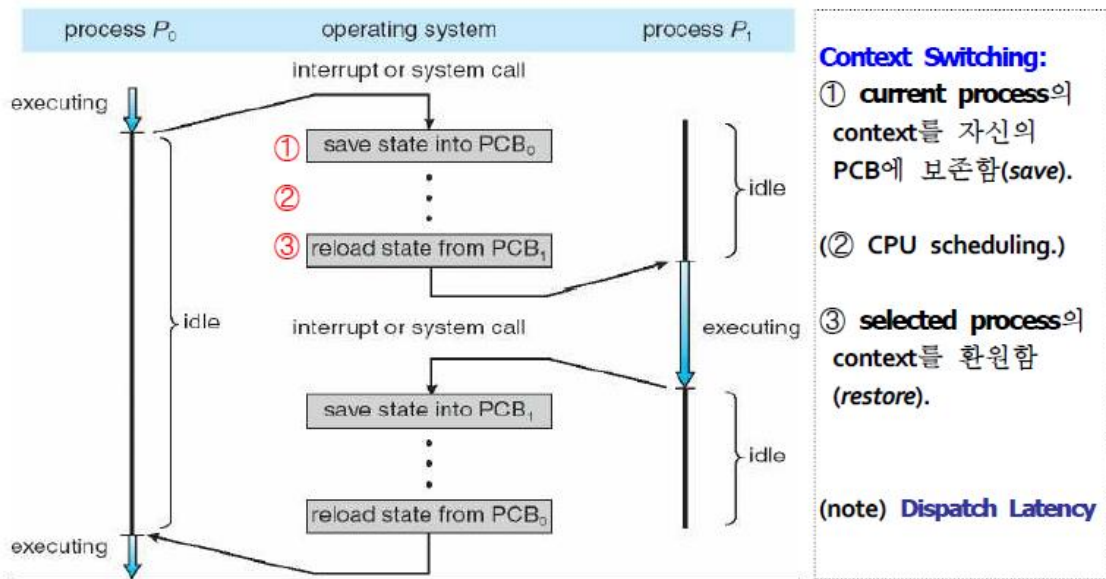 process P0 operating system process P1
interrupt or system call
executing
① save state into PCB0
②
③ reload state from PCB1
idle
idle
interrupt or system call
executing
save state into PCB1
idle
reload state from PCB0
executing
Context Switching:
① current process의
context를 자신의
PCB에 보존함(save).
(② CPU scheduling.)
③ selected process의
context를 환원함
(restore).
(note) Dispatch Latency